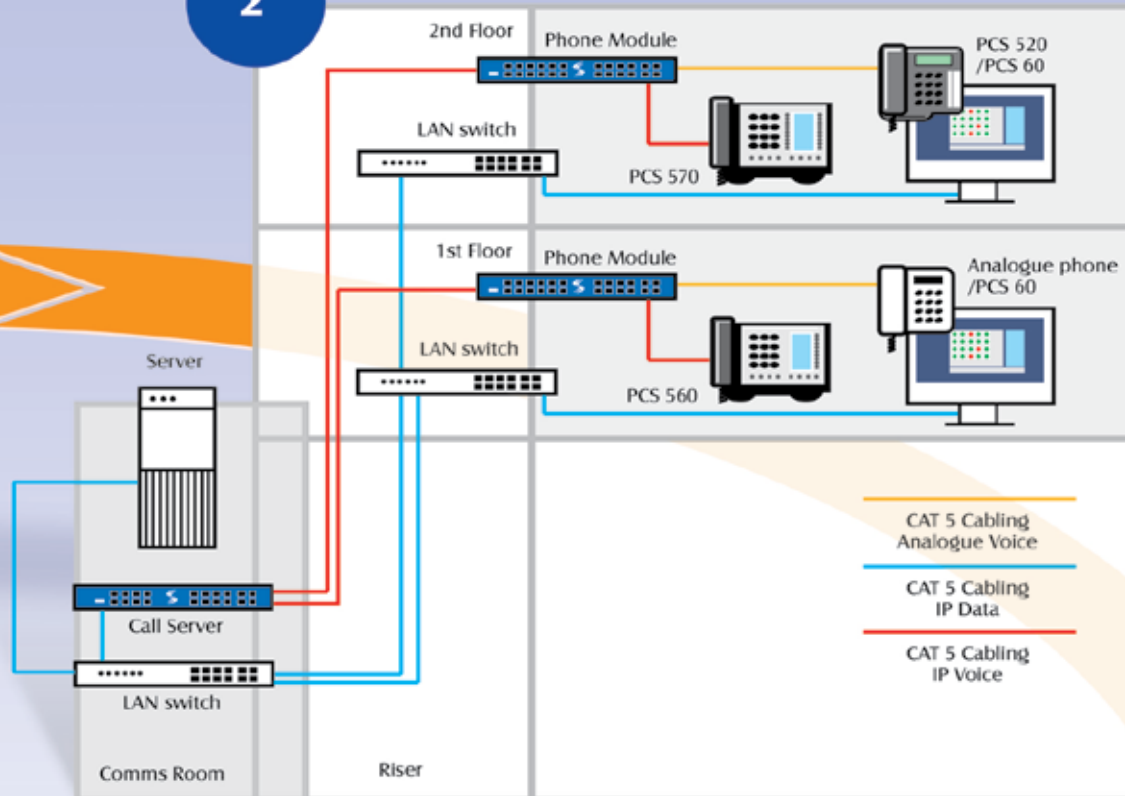 2
2nd Floor
Phone Module
PCS 520
/PCS 60
LAN switch
PCS 570
1st Floor
Phone Module
Analogue phone
/PCS 60
LAN switch
PCS 560
Server
CAT 5 Cabling
Analogue Voice
CAT 5 Cabling
IP Data
CAT 5 Cabling
IP Voice
Call Server
LAN switch
Comms Room
Riser